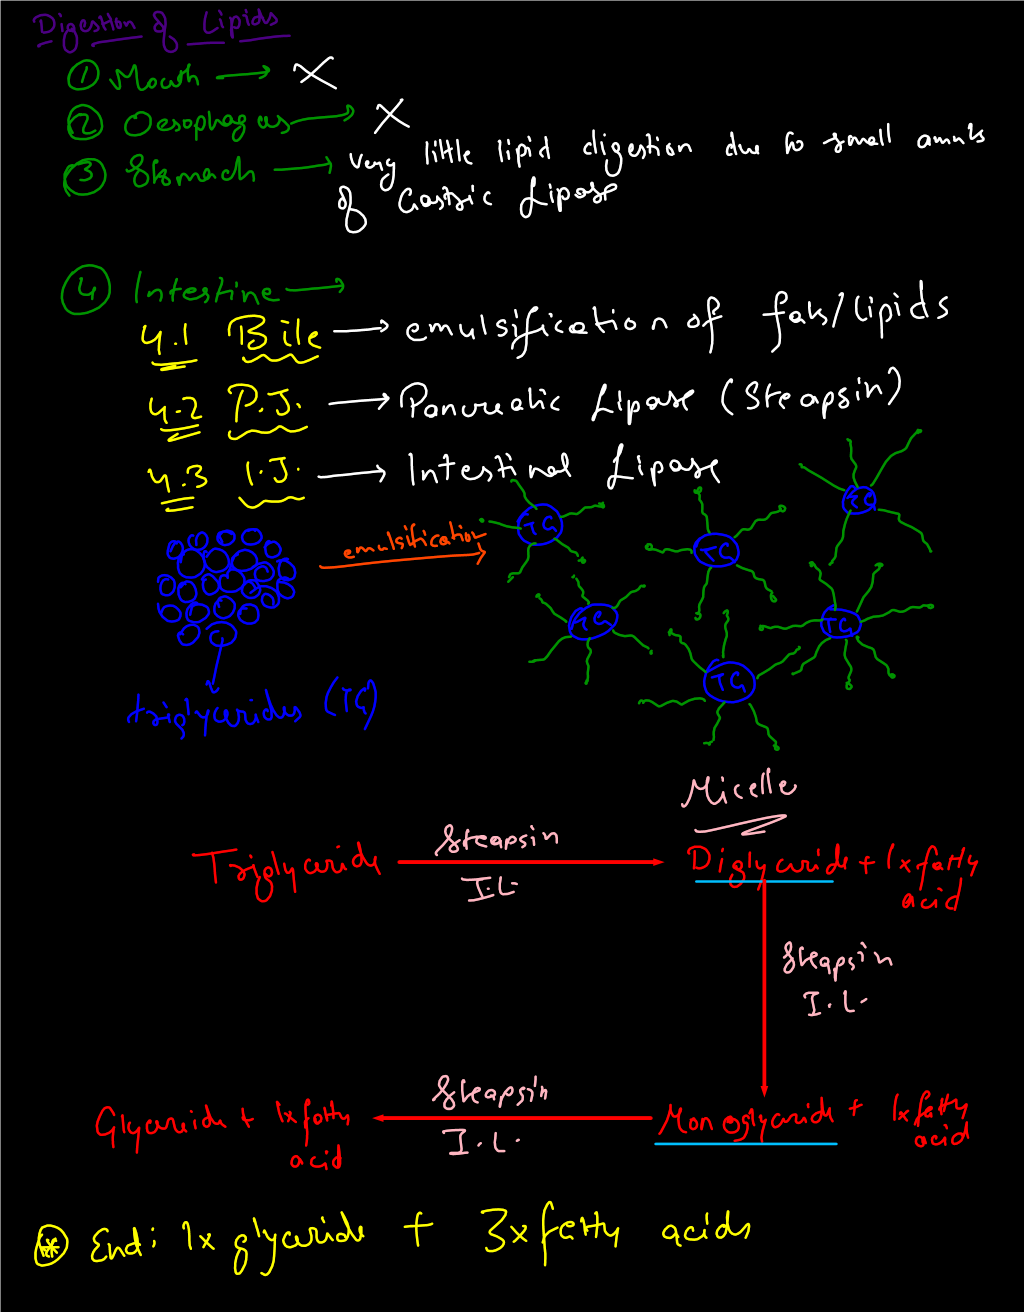 Digestion of Lipids
① Mouth → X
② Oesophagus → X
③ Stomach → very little lipid digestion due to small amnts
of Gastric Lipase
④ Intestine →
4.1 Bile → emulsification of fats/lipids
4.2 P.J. → Pancreatic Lipase (Steapsin)
4.3 I.J. → Intestinal Lipase
emulsification
TG
TG
TG
TG
TG
TG
triglycerides (TG)
Micelle
Triglyceride
Steapsin
I.L.
Diglyceride + 1x fatty
acid
Steapsin
I.L.
Monoglyceride + 1x fatty
acid
Steapsin
I.L.
Glyceride + 1x fatty
acid
* End: 1x glyceride + 3x fatty acids